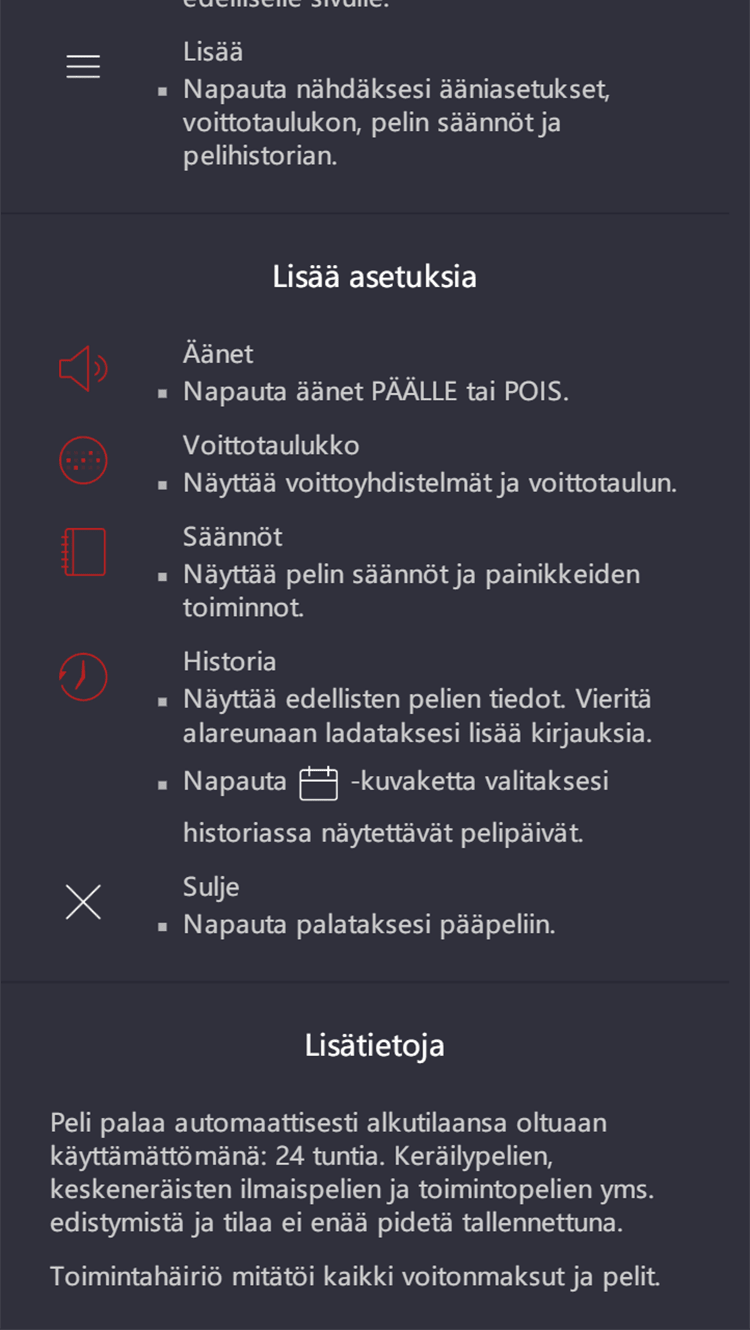 edelliselle sivulle.
Lisää
▪ Napauta nähdäksesi ääniasetukset,
voittotaulukon, pelin säännöt ja
pelihistorian.
Lisää asetuksia
Äänet
▪ Napauta äänet PÄÄLLE tai POIS.
Voittotaulukko
▪ Näyttää voittoyhdistelmät ja voittotaulun.
Säännöt
▪ Näyttää pelin säännöt ja painikkeiden
toiminnot.
Historia
▪ Näyttää edellisten pelien tiedot. Vieritä
alareunaan ladataksesi lisää kirjauksia.
▪ Napauta -kuvaketta valitaksesi
historiassa näytettävät pelipäivät.
Sulje
▪ Napauta palataksesi pääpeliin.
Lisätietoja
Peli palaa automaattisesti alkutilaansa oltuaan
käyttämättömänä: 24 tuntia. Keräilypelien,
keskeneräisten ilmaispelien ja toimintopelien yms.
edistymistä ja tilaa ei enää pidetä tallennettuna.
Toimintahäiriö mitätöi kaikki voitonmaksut ja pelit.